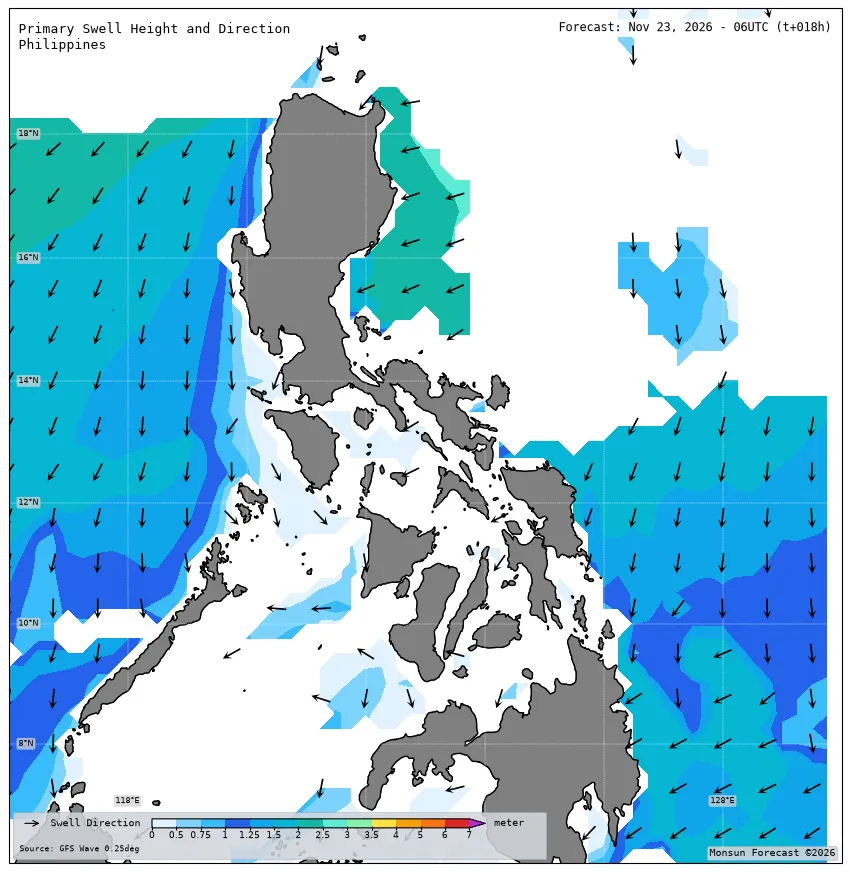 Primary Swell Height and Direction
Philippines
Forecast: Nov 23, 2026 - 06UTC (t+018h)
18°N
16°N
14°N
12°N
10°N
8°N
118°E
128°E
Swell Direction
0 0.5 0.75 1 1.25 1.5 2 2.5 3 3.5 4 5 6 7
meter
Source: GFS Wave 0.25deg
Monsun Forecast ©2026